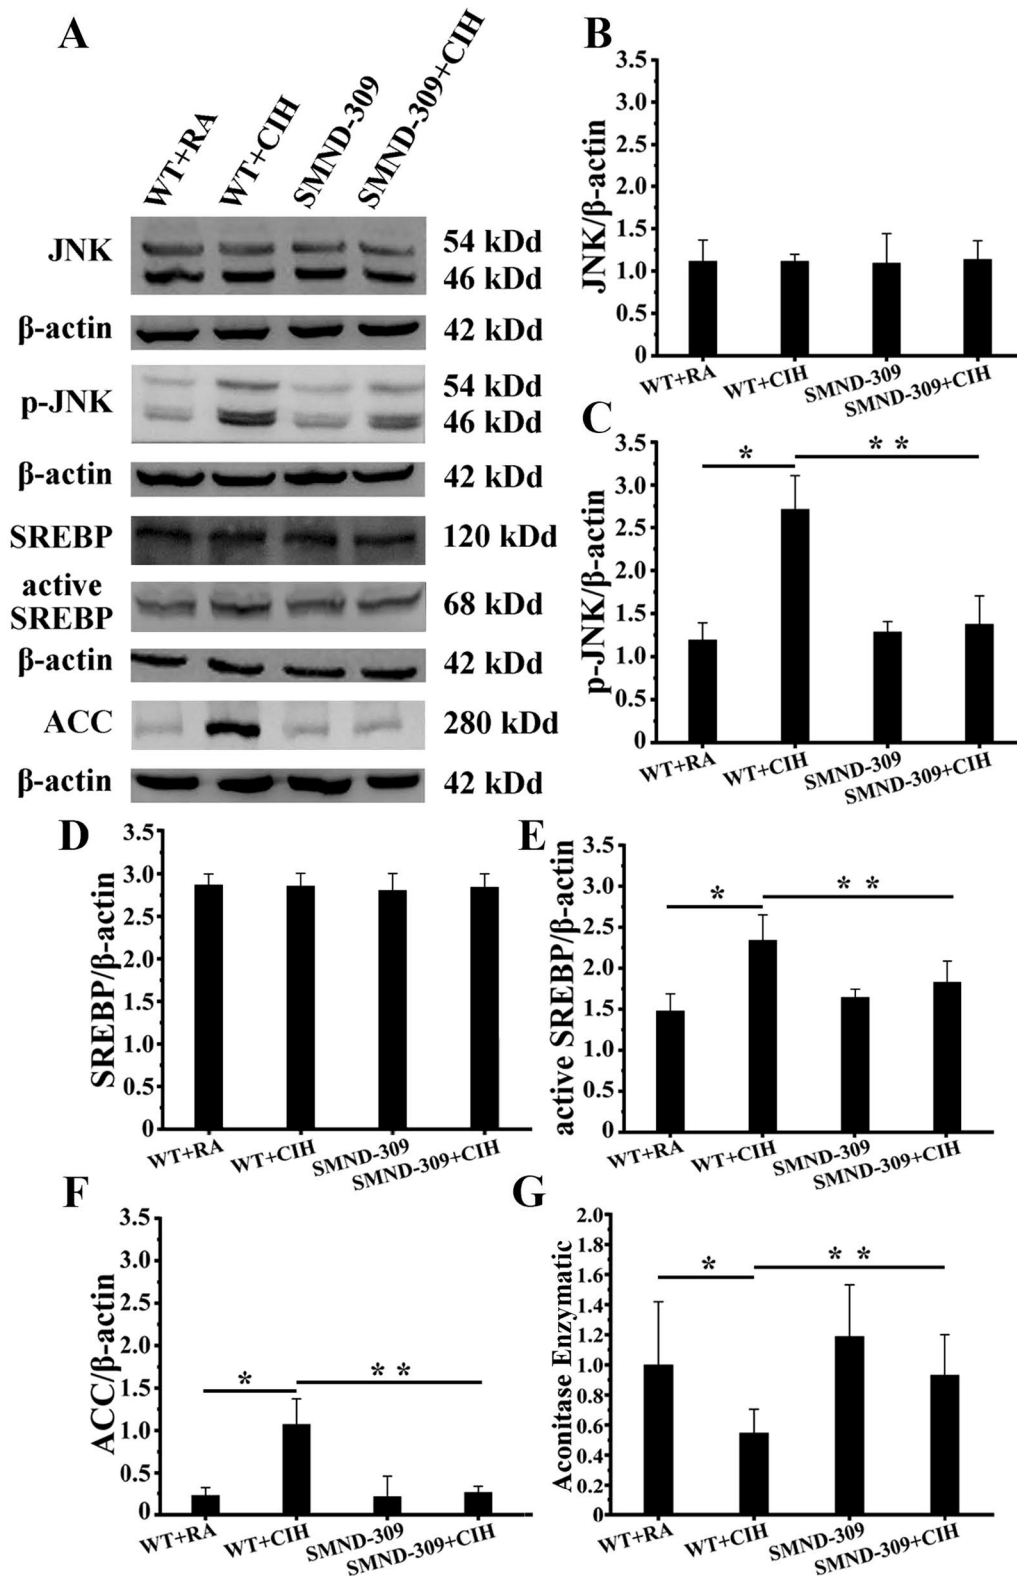 A
WT+RA
WT+CIH
SMND-309
SMND-309+CIH
JNK
54 kDd
46 kDd
β-actin
42 kDd
p-JNK
54 kDd
46 kDd
β-actin
42 kDd
SREBP
120 kDd
active
SREBP
68 kDd
β-actin
42 kDd
ACC
280 kDd
β-actin
42 kDd
B
JNK/β-actin
3.5
3.0
2.5
2.0
1.5
1.0
0.5
0
WT+RA
WT+CIH
SMND-309
SMND-309+CIH
C
p-JNK/β-actin
3.5
3.0
2.5
2.0
1.5
1.0
0.5
0
*
* *
WT+RA
WT+CIH
SMND-309
SMND-309+CIH
D
SREBP/β-actin
3.5
3.0
2.5
2.0
1.5
1.0
0.5
0
WT+RA
WT+CIH
SMND-309
SMND-309+CIH
E
active SREBP/β-actin
3.5
3.0
2.5
2.0
1.5
1.0
0.5
0
*
* *
WT+RA
WT+CIH
SMND-309
SMND-309+CIH
F
ACC/β-actin
3.5
3.0
2.5
2.0
1.5
1.0
0.5
0
*
* *
WT+RA
WT+CIH
SMND-309
SMND-309+CIH
G
Aconitase Enzymatic
2.0
1.8
1.6
1.4
1.2
1.0
0.8
0.6
0.4
0.2
0
*
* *
WT+RA
WT+CIH
SMND-309
SMND-309+CIH